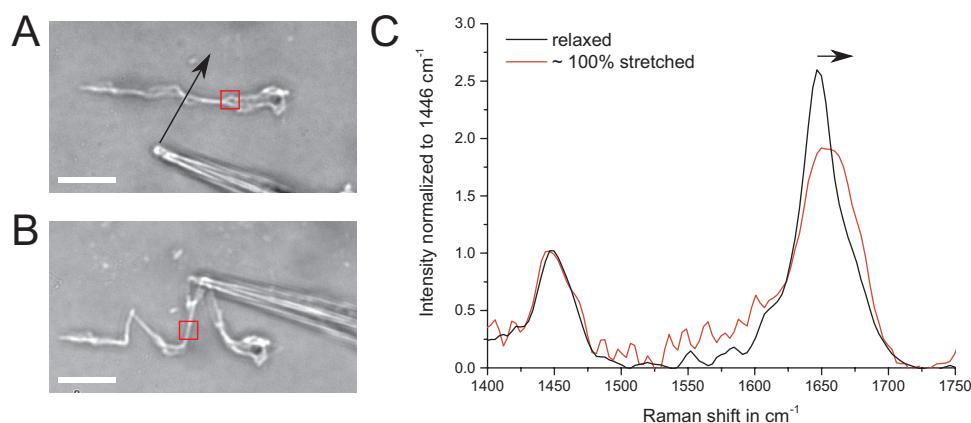 A
B
C
Intensity normalized to 1446 cm⁻¹
3.0
2.5
2.0
1.5
1.0
0.5
0.0
relaxed
~ 100% stretched
1400 1450 1500 1550 1600 1650 1700 1750
Raman shift in cm⁻¹